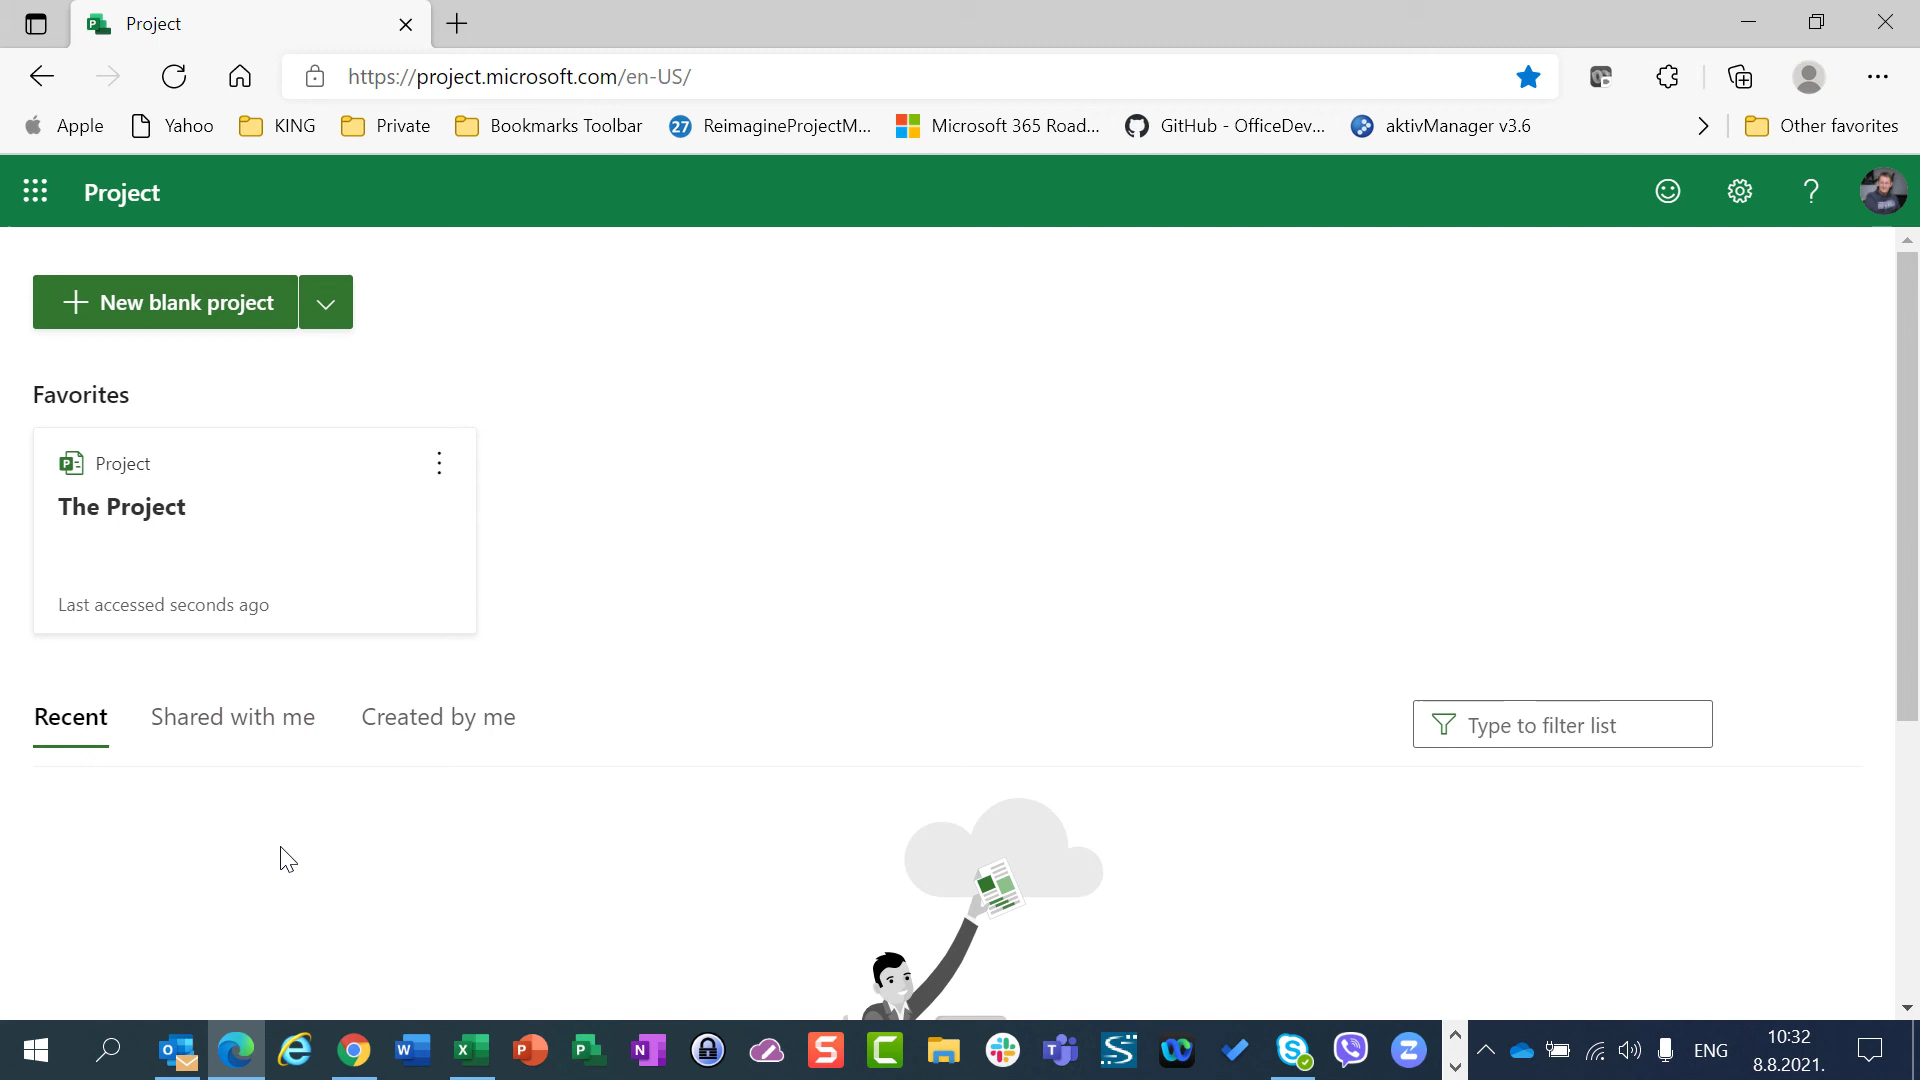 Project
https://project.microsoft.com/en-US/
Apple
Yahoo
KING
Private
Bookmarks Toolbar
27 ReimagineProjectM...
Microsoft 365 Road...
GitHub - OfficeDev...
aktivManager v3.6
Other favorites
Project
New blank project
Favorites
Project
The Project
Last accessed seconds ago
Recent
Shared with me
Created by me
Type to filter list
ENG
10:32
8.8.2021.